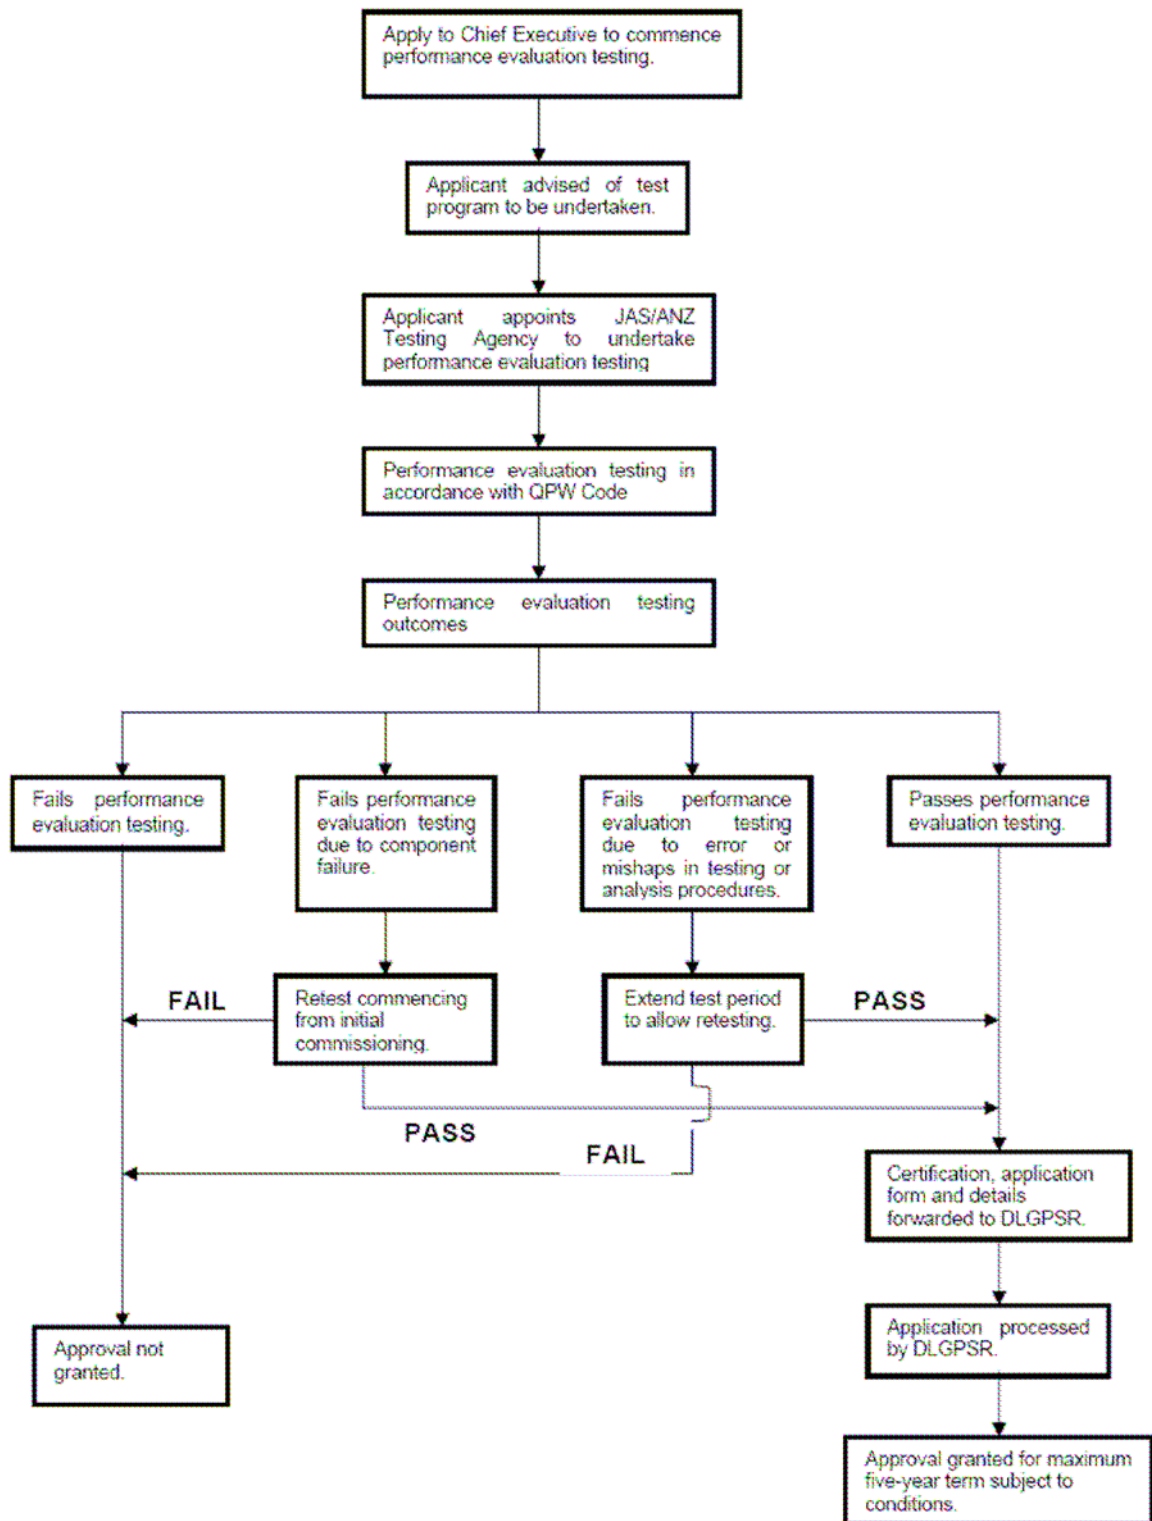 Apply to Chief Executive to commence
performance evaluation testing.
Applicant advised of test
program to be undertaken.
Applicant appoints JAS/ANZ
Testing Agency to undertake
performance evaluation testing
Performance evaluation testing in
accordance with QPW Code
Performance evaluation testing
outcomes
Fails performance
evaluation testing.
Fails performance
evaluation testing
due to component
failure.
Fails performance
evaluation testing
due to error or
mishaps in testing or
analysis procedures.
Passes performance
evaluation testing.
FAIL
Retest commencing
from initial
commissioning.
Extend test period
to allow retesting.
PASS
PASS
FAIL
Certification, application
form and details
forwarded to DLGPSR.
Approval not
granted.
Application processed
by DLGPSR.
Approval granted for maximum
five-year term subject to
conditions.